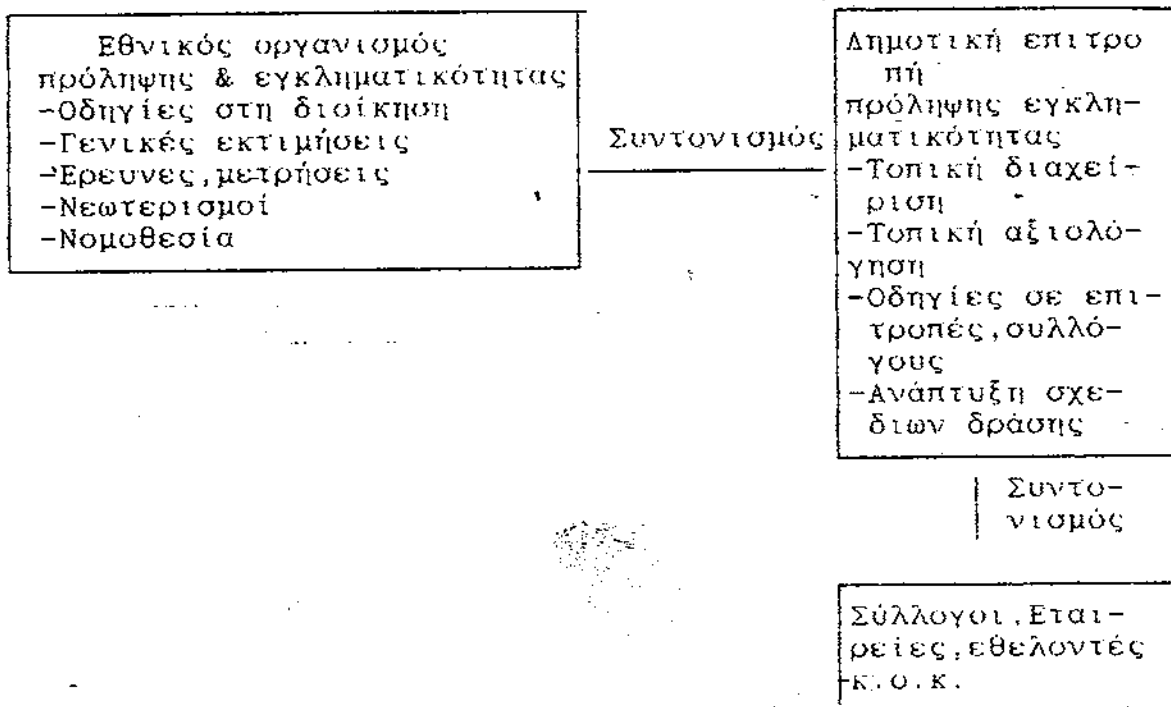 Εθνικός οργανισμός
πρόληψης & εγκληματικότητας
-Οδηγίες στη διοίκηση
-Γενικές εκτιμήσεις
-Ερευνες,μετρήσεις
-Νεωτερισμοί
-Νομοθεσία
Συντονισμός
Δημοτική επιτρο
πή
πρόληψης εγκλη-
ματικότητας
-Τοπική διαχεί-
ριση
-Τοπική αξιολό-
γηση
-Οδηγίες σε επι-
τροπές,συλλό-
γους
-Ανάπτυξη σχε-
διων δράσης
Συντο-
νισμός
Σύλλογοι,Εται-
ρείες,εθελοντές
κ.ο.κ.